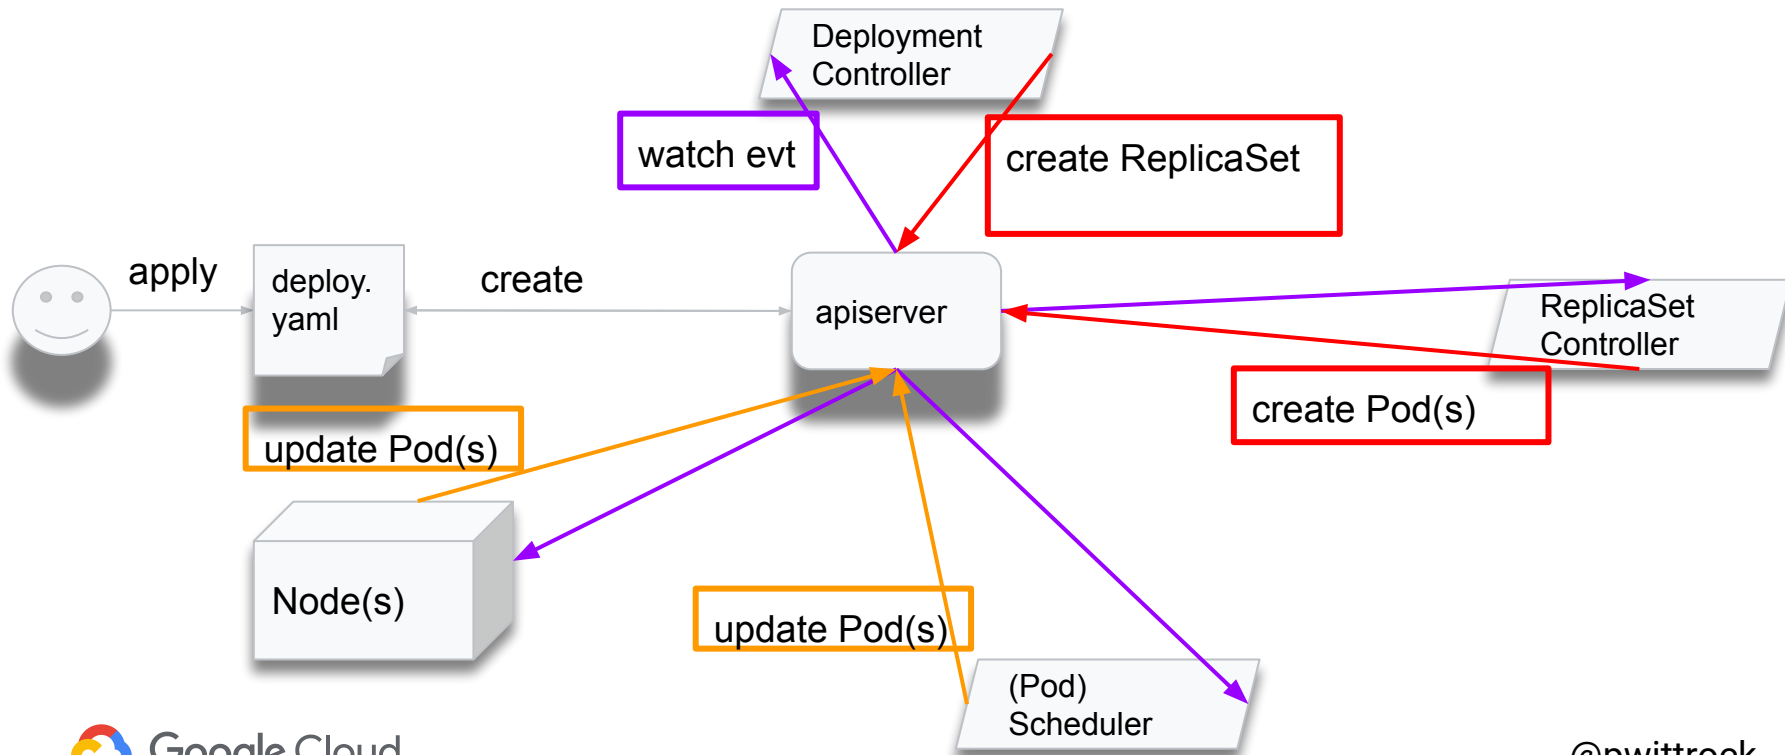 Deployment
Controller
watch evt
create ReplicaSet
apply
deploy.
yaml
create
apiserver
ReplicaSet
Controller
create Pod(s)
update Pod(s)
Node(s)
update Pod(s)
(Pod)
Scheduler
Google Cloud
@pwittrock